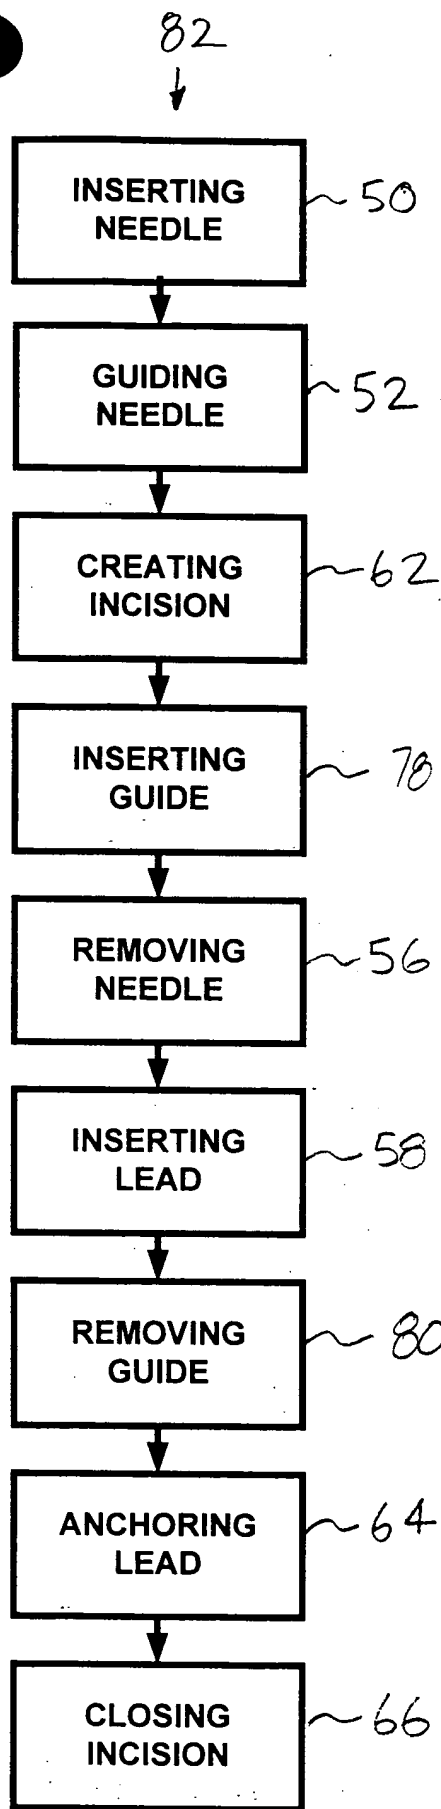 82
INSERTING
NEEDLE
50
GUIDING
NEEDLE
52
CREATING
INCISION
62
INSERTING
GUIDE
78
REMOVING
NEEDLE
56
INSERTING
LEAD
58
REMOVING
GUIDE
80
ANCHORING
LEAD
64
CLOSING
INCISION
66